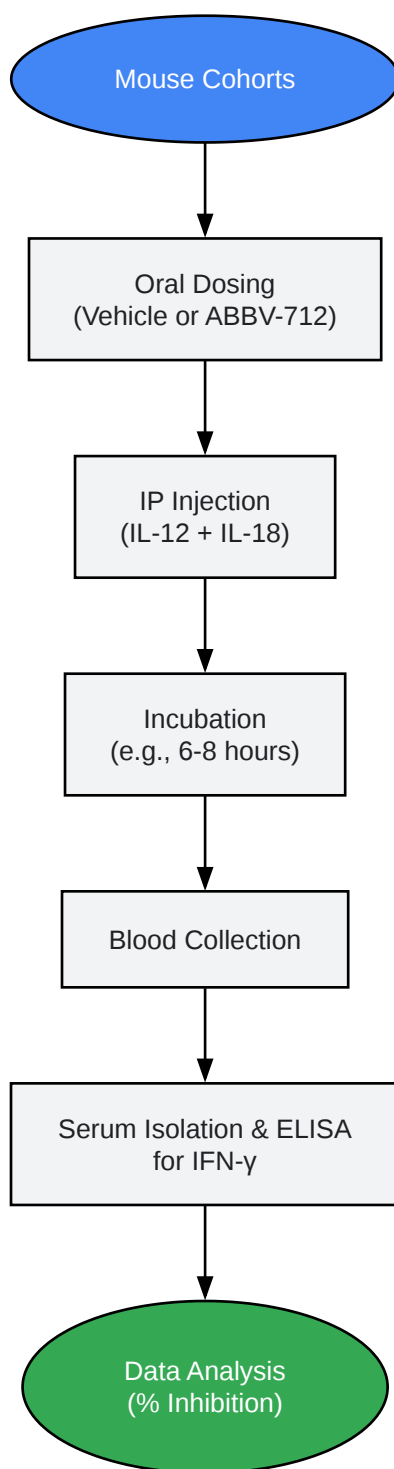 Mouse Cohorts
Oral Dosing
(Vehicle or ABBV-712)
IP Injection
(IL-12 + IL-18)
Incubation
(e.g., 6-8 hours)
Blood Collection
Serum Isolation & ELISA
for IFN-γ
Data Analysis
(% Inhibition)